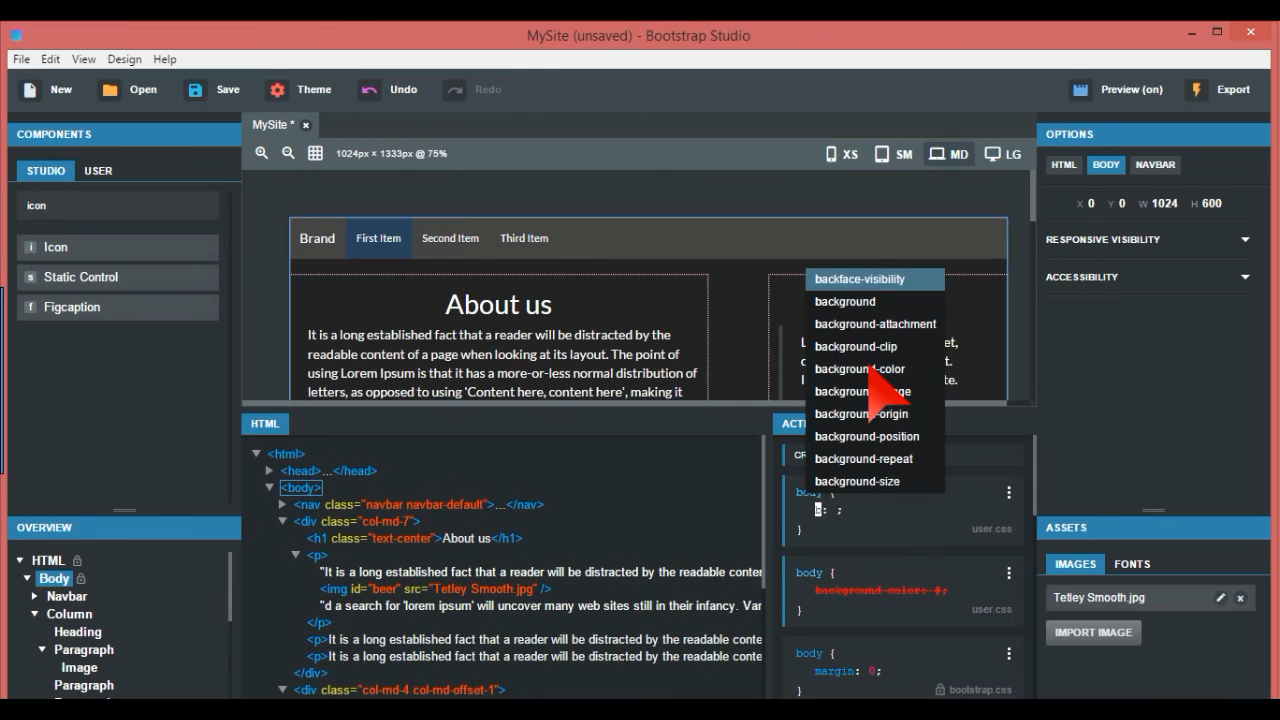 MySite (unsaved) - Bootstrap Studio
File Edit View Design Help
New Open Save Theme Undo Redo Preview (on) Export
COMPONENTS
STUDIO USER
icon
i Icon
s Static Control
f Figcaption
OVERVIEW
HTML
Body
Navbar
Column
Heading
Paragraph
Image
Paragraph
MySite *
1024px × 1333px @ 75%
XS SM MD LG
Brand First Item Second Item Third Item
About us
It is a long established fact that a reader will be distracted by the
readable content of a page when looking at its layout. The point of
using Lorem Ipsum is that it has a more-or-less normal distribution of
letters, as opposed to using 'Content here, content here', making it
backface-visibility
background
background-attachment
background-clip
background-color
background-origin
background-position
background-repeat
background-size
HTML
<html>
<head>...</head>
<body>
<nav class="navbar navbar-default">...</nav>
<div class="col-md-7">
<h1 class="text-center">About us</h1>
<p>
"It is a long established fact that a reader will be distracted by the readable conter
<img id="beer" src="Tetley Smooth.jpg" />
"d a search for 'lorem ipsum' will uncover many web sites still in their infancy. Var
</p>
<p>It is a long established fact that a reader will be distracted by the readable conte
<p>It is a long established fact that a reader will be distracted by the readable conte
</div>
<div class="col-md-4 col-md-offset-1">
body {
: ;
}
user.css
body {
background-color: #;
}
user.css
body {
margin: 0;
}
bootstrap.css
OPTIONS
HTML BODY NAVBAR
X 0 Y 0 W 1024 H 600
RESPONSIVE VISIBILITY
ACCESSIBILITY
ASSETS
IMAGES FONTS
Tetley Smooth.jpg
IMPORT IMAGE